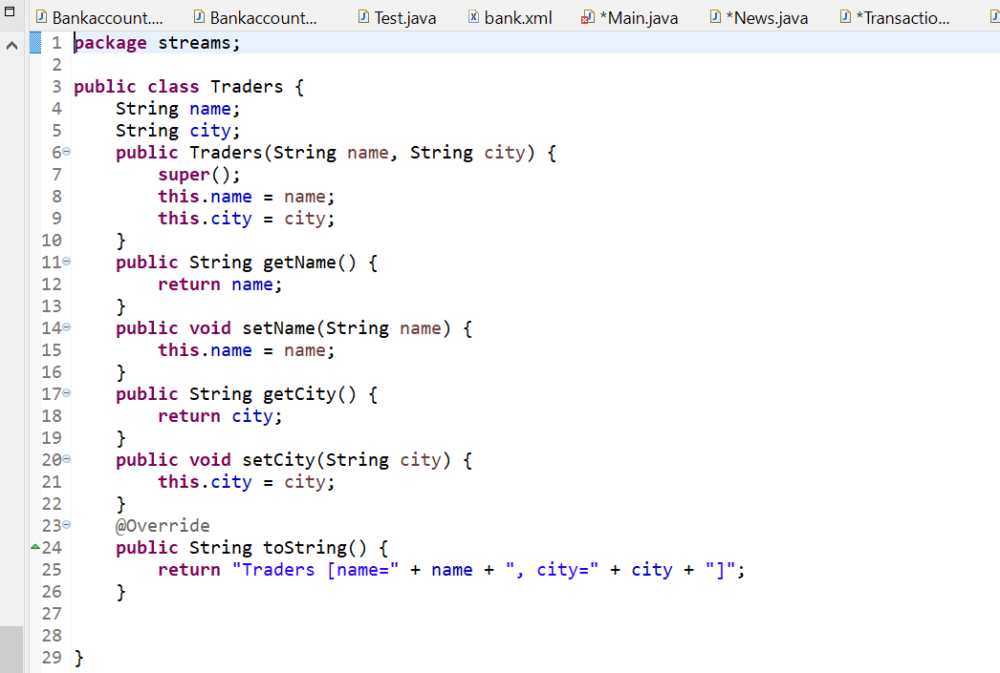 Bankaccount.... Bankaccount... Test.java bank.xml *Main.java *News.java *Transactio...
1 package streams;
2
3 public class Traders {
4 String name;
5 String city;
6 public Traders(String name, String city) {
7 super();
8 this.name = name;
9 this.city = city;
10 }
11 public String getName() {
12 return name;
13 }
14 public void setName(String name) {
15 this.name = name;
16 }
17 public String getCity() {
18 return city;
19 }
20 public void setCity(String city) {
21 this.city = city;
22 }
23 @Override
24 public String toString() {
25 return "Traders [name=" + name + ", city=" + city + "]";
26 }
27
28
29 }